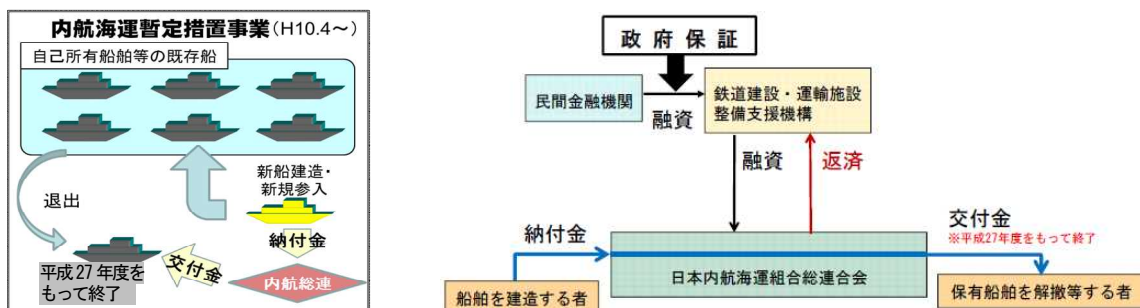 内航海運暫定措置事業(H10.4～)
自己所有船舶等の既存船
新船建造・
新規参入
退出
納付金
交付金
内航総連
平成27年度を
もって終了
政府保証
民間金融機関
融資
鉄道建設・運輸施設
整備支援機構
融資
返済
納付金
交付金
※平成27年度をもって終了
日本内航海運組合総連合会
船舶を建造する者
保有船舶を解撤等する者